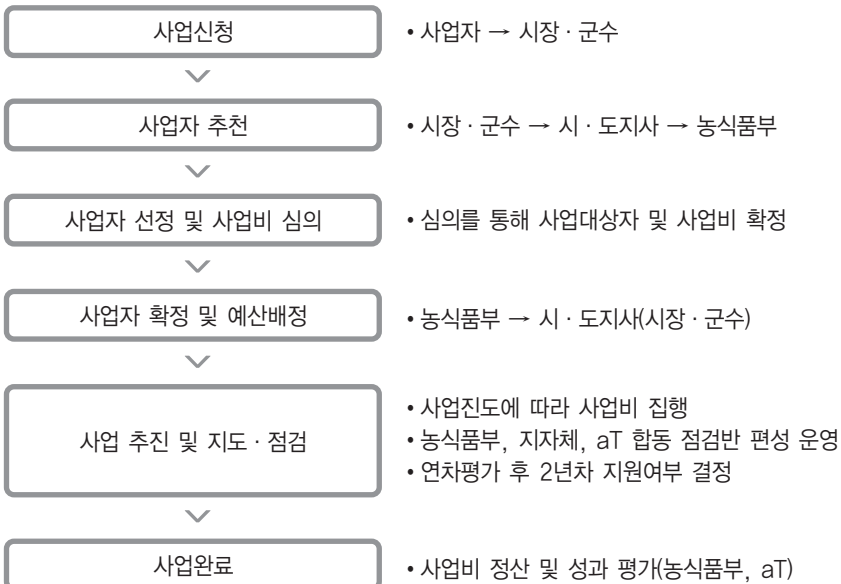 사업신청
• 사업자 → 시장 · 군수
사업자 추천
• 시장 · 군수 → 시 · 도지사 → 농식품부
사업자 선정 및 사업비 심의
• 심의를 통해 사업대상자 및 사업비 확정
사업자 확정 및 예산배정
• 농식품부 → 시 · 도지사(시장 · 군수)
사업 추진 및 지도 · 점검
• 사업진도에 따라 사업비 집행
• 농식품부, 지자체, aT 합동 점검반 편성 운영
• 연차평가 후 2년차 지원여부 결정
사업완료
• 사업비 정산 및 성과 평가(농식품부, aT)